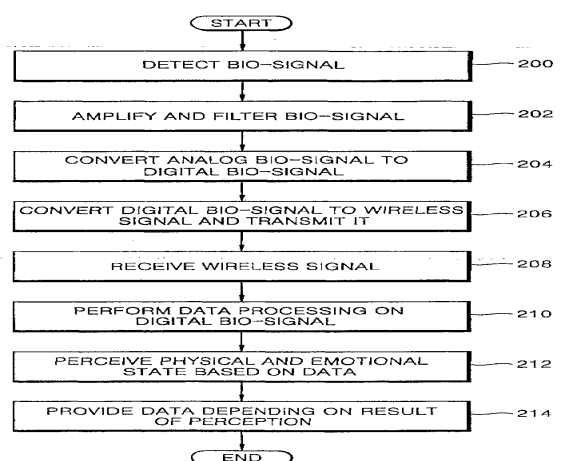 START
DETECT BIO-SIGNAL
200
AMPLIFY AND FILTER BIO-SIGNAL
202
CONVERT ANALOG BIO-SIGNAL TO
DIGITAL BIO-SIGNAL
204
CONVERT DIGITAL BIO-SIGNAL TO WIRELESS
SIGNAL AND TRANSMIT IT
206
RECEIVE WIRELESS SIGNAL
208
PERFORM DATA PROCESSING ON
DIGITAL BIO-SIGNAL
210
PERCEIVE PHYSICAL AND EMOTIONAL
STATE BASED ON DATA
212
PROVIDE DATA DEPENDING ON RESULT
OF PERCEPTION
214
END